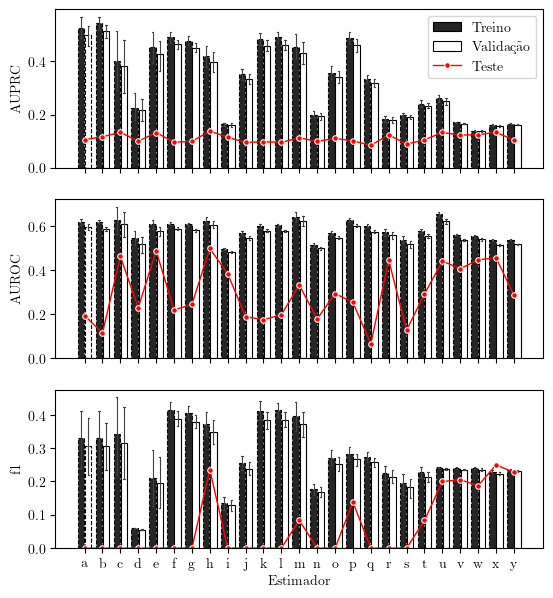 AUPRC
0.4
0.2
0.0
Treino
Validação
Teste
AUROC
0.6
0.4
0.2
0.0
f1
0.4
0.3
0.2
0.1
0.0
a b c d e f g h i j k l m n o p q r s t u v w x y
Estimador